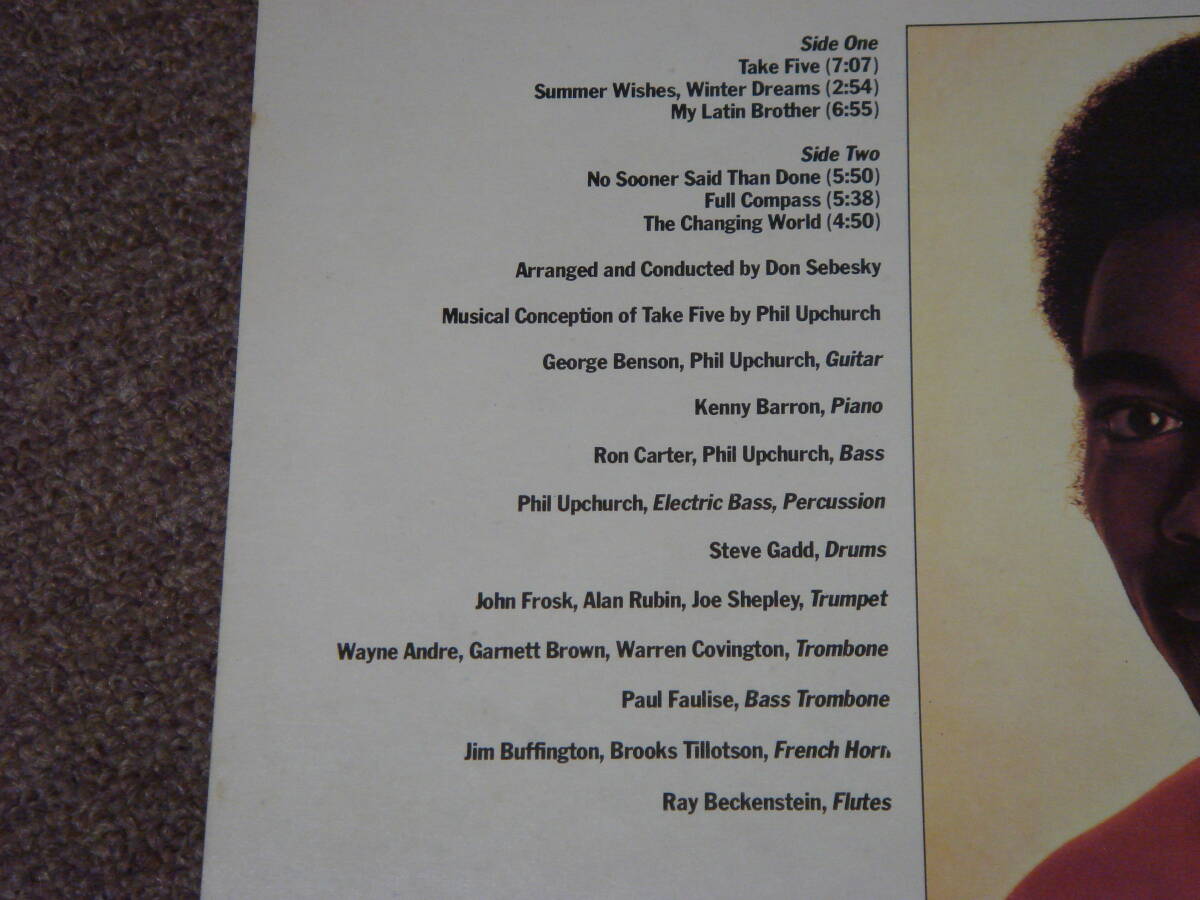 Side One
Take Five (7:07)
Summer Wishes, Winter Dreams (2:54)
My Latin Brother (6:55)
Side Two
No Sooner Said Than Done (5:50)
Full Compass (5:38)
The Changing World (4:50)
Arranged and Conducted by Don Sebesky
Musical Conception of Take Five by Phil Upchurch
George Benson, Phil Upchurch, Guitar
Kenny Barron, Piano
Ron Carter, Phil Upchurch, Bass
Phil Upchurch, Electric Bass, Percussion
Steve Gadd, Drums
John Frosk, Alan Rubin, Joe Shepley, Trumpet
Wayne Andre, Garnett Brown, Warren Covington, Trombone
Paul Faulise, Bass Trombone
Jim Buffington, Brooks Tillotson, French Horn
Ray Beckenstein, Flutes